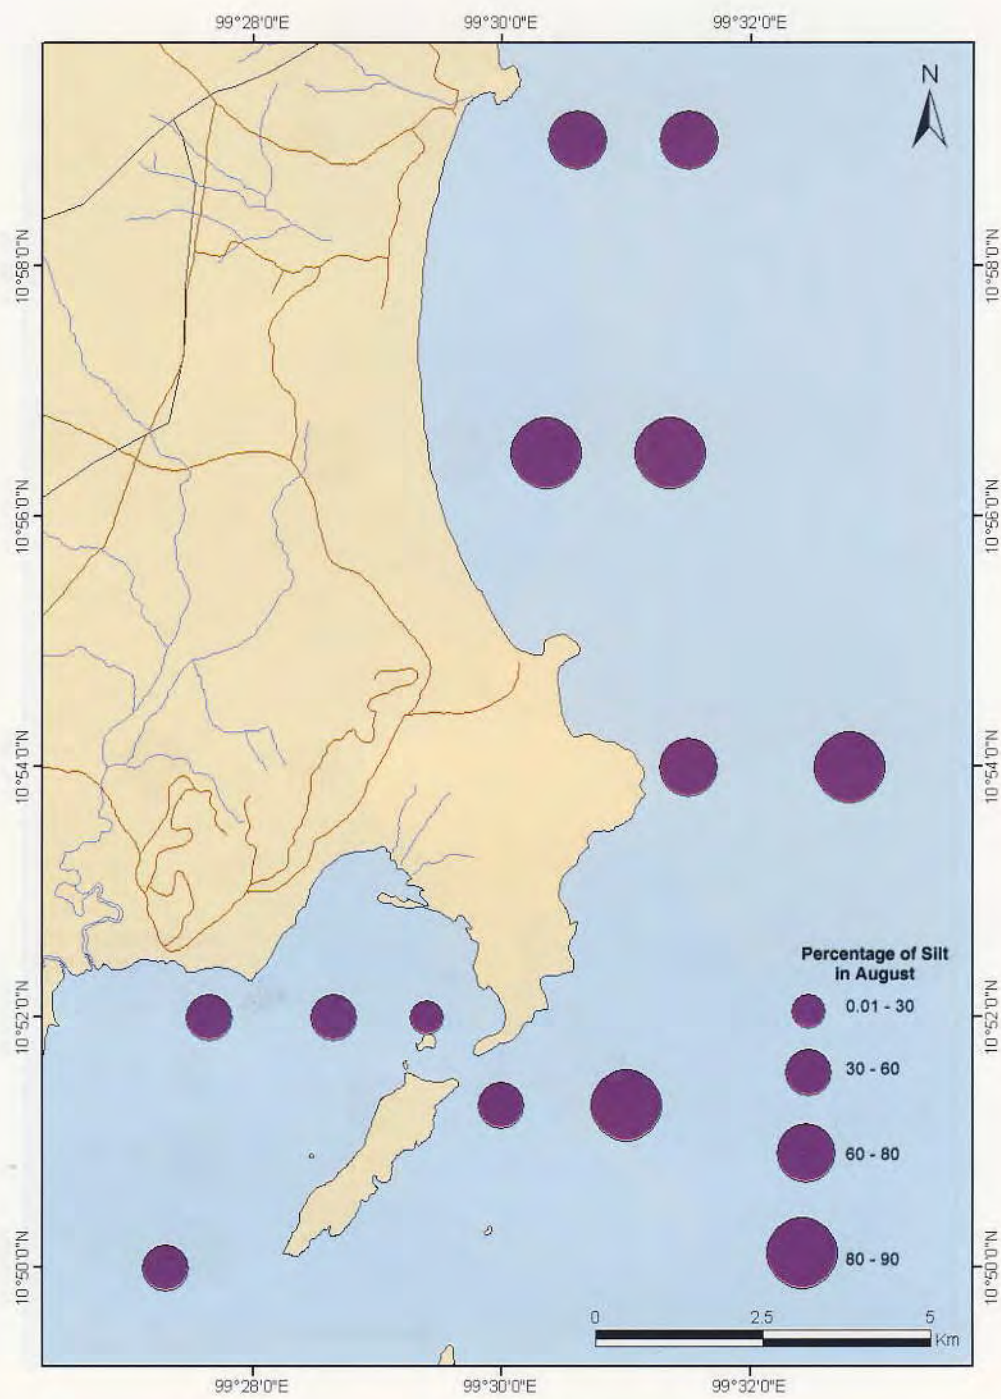 99°28'0"E 99°30'0"E 99°32'0"E
N
10°58'0"N 10°58'0"N
10°56'0"N 10°56'0"N
10°54'0"N 10°54'0"N
Percentage of Silt
in August
0.01 - 30
10°52'0"N 10°52'0"N
30 - 60
60 - 80
80 - 90
10°50'0"N 10°50'0"N
0 2.5 5
Km
99°28'0"E 99°30'0"E 99°32'0"E